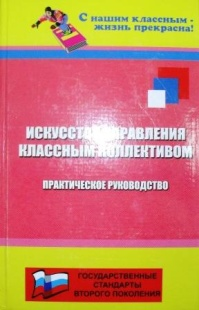 С нашим классным -
жизнь прекрасна!
ИСКУССТВО УПРАВЛЕНИЯ
КЛАССНЫМ КОЛЛЕКТИВОМ
ПРАКТИЧЕСКОЕ РУКОВОДСТВО
ГОСУДАРСТВЕННЫЕ
СТАНДАРТЫ
ВТОРОГО ПОКОЛЕНИЯ